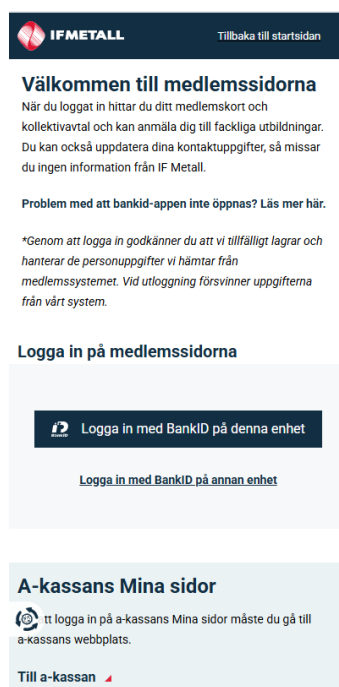 IFMETALL
Tillbaka till startsidan
Välkommen till medlemssidorna
När du loggat in hittar du ditt medlemskort och
kollektivavtal och kan anmäla dig till fackliga utbildningar.
Du kan också uppdatera dina kontaktuppgifter, så missar
du ingen information från IF Metall.
Problem med att bankid-appen inte öppnas? Läs mer här.
*Genom att logga in godkänner du att vi tillfälligt lagrar och
hanterar de personuppgifter vi hämtar från
medlemssystemet. Vid utloggning försvinner uppgifterna
från vårt system.
Logga in på medlemssidorna
BankID
Logga in med BankID på denna enhet
Logga in med BankID på annan enhet
A-kassans Mina sidor
logga in på a-kassans Mina sidor måste du gå till
a-kassans webbplats.
Till a-kassan